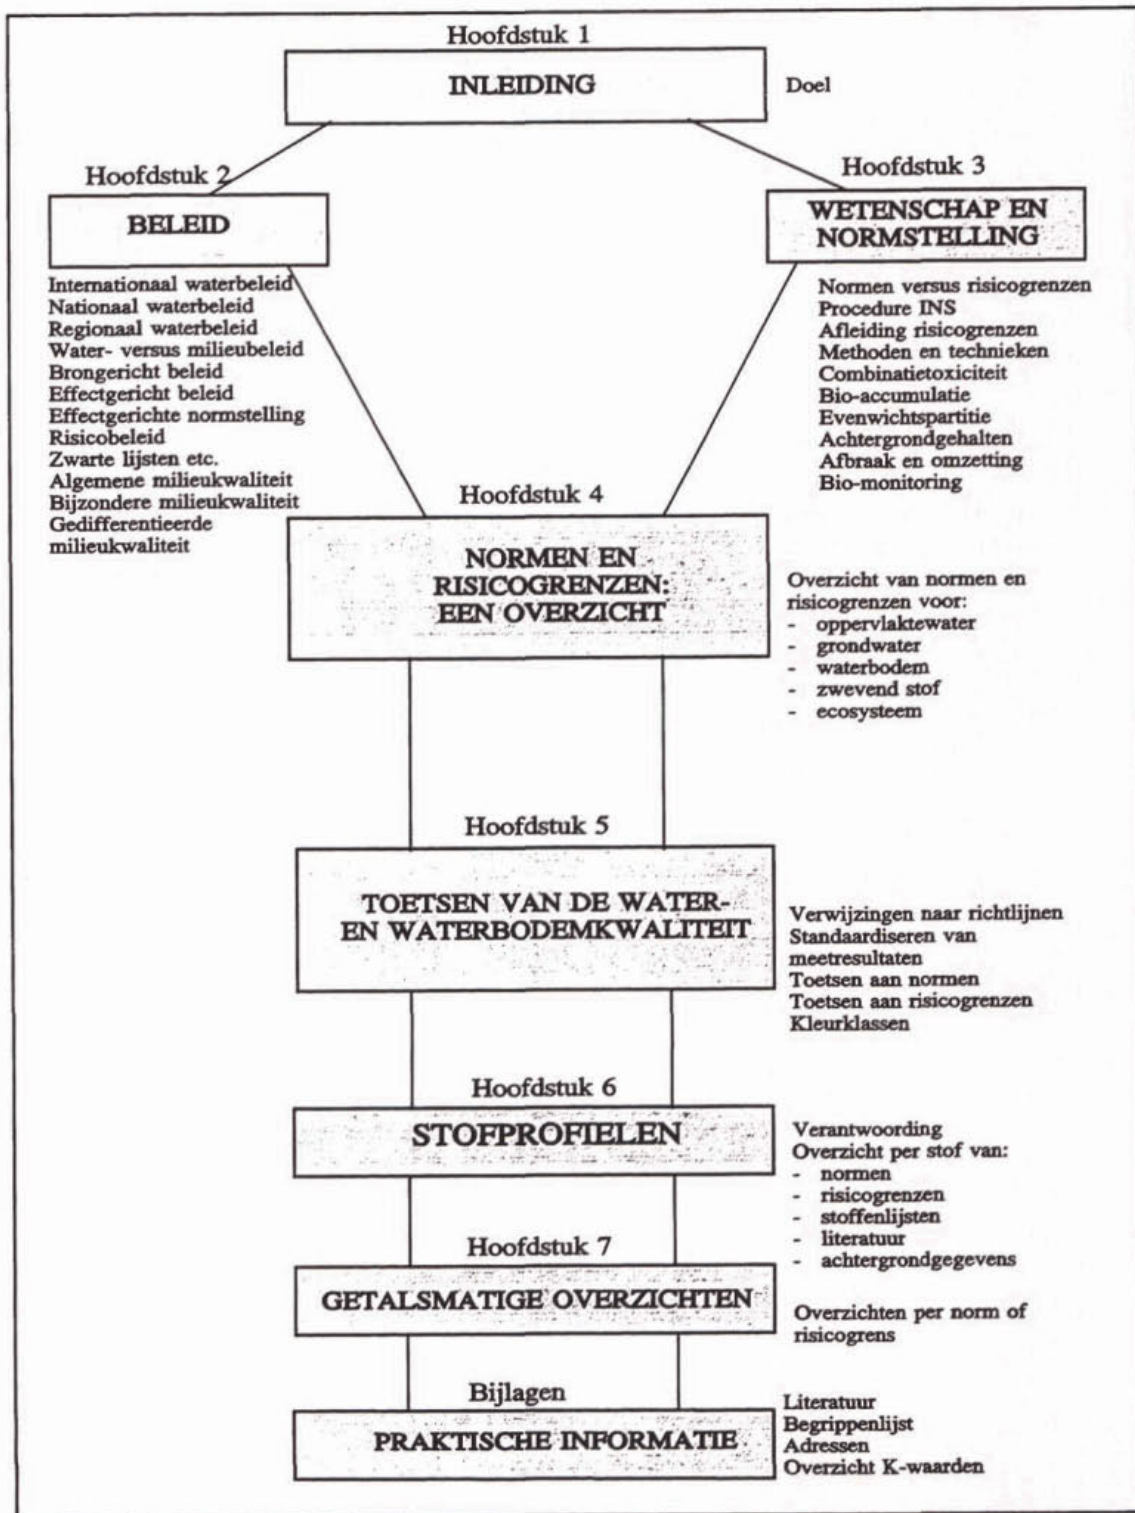 Hoofdstuk 1
INLEIDING
Doel
Hoofdstuk 2
BELEID
Internationaal waterbeleid
Nationaal waterbeleid
Regionaal waterbeleid
Water- versus milieubeleid
Brongericht beleid
Effectgericht beleid
Effectgerichte normstelling
Risicobeleid
Zwarte lijsten etc.
Algemene milieukwaliteit
Bijzondere milieukwaliteit
Gedifferentieerde
milieukwaliteit
Hoofdstuk 3
WETENSCHAP EN
NORMSTELLING
Normen versus risicogrenzen
Procedure INS
Afleiding risicogrenzen
Methoden en technieken
Combinatietoxiciteit
Bio-accumulatie
Evenwichtspartitie
Achtergrondgehalten
Afbraak en omzetting
Bio-monitoring
Hoofdstuk 4
NORMEN EN
RISICOGRENZEN:
EEN OVERZICHT
Overzicht van normen en
risicogrenzen voor:
- oppervlaktewater
- grondwater
- waterbodem
- zwevend stof
- ecosysteem
Hoofdstuk 5
TOETSEN VAN DE WATER-
EN WATERBODEMKWALITEIT
Verwijzingen naar richtlijnen
Standaardiseren van
meetresultaten
Toetsen aan normen
Toetsen aan risicogrenzen
Kleurklassen
Hoofdstuk 6
STOFPROFIELEN
Verantwoording
Overzicht per stof van:
- normen
- risicogrenzen
- stoffenlijsten
- literatuur
- achtergrondgegevens
Hoofdstuk 7
GETALSMATIGE OVERZICHTEN
Overzichten per norm of
risicogrens
Bijlagen
PRAKTISCHE INFORMATIE
Literatuur
Begrippenlijst
Adressen
Overzicht K-waarden